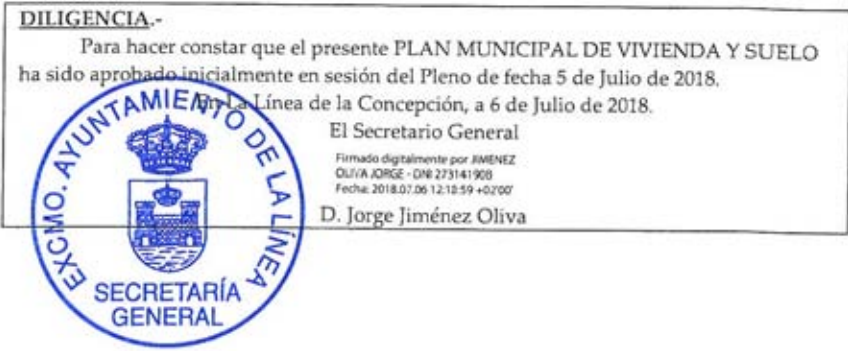 DILIGENCIA.-
Para hacer constar que el presente PLAN MUNICIPAL DE VIVIENDA Y SUELO
ha sido aprobado inicialmente en sesión del Pleno de fecha 5 de Julio de 2018.
En La Línea de la Concepción, a 6 de Julio de 2018.
El Secretario General
Firmado digitalmente por JIMENEZ
OLIVA JORGE - DNI 27314190B
Fecha: 2018.07.06 12:18:59 +02'00'
D. Jorge Jiménez Oliva
EXCMO. AYUNTAMIENTO DE LA LÍNEA
SECRETARÍA
GENERAL